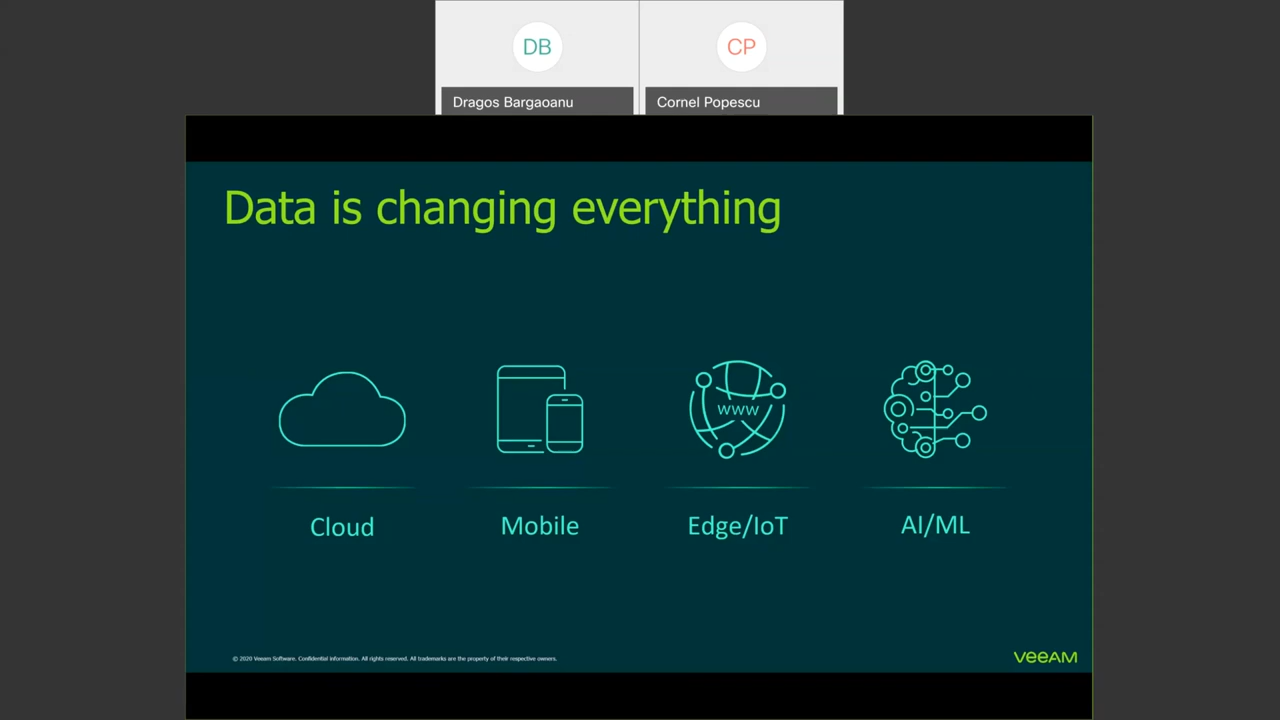 DB
CP
Dragos Bargaoanu
Cornel Popescu
Data is changing everything
WWW
Cloud
Mobile
Edge/IoT
AI/ML
© 2020 Veeam Software. Confidential information. All rights reserved. All trademarks are the property of their respective owners.
VEEAM